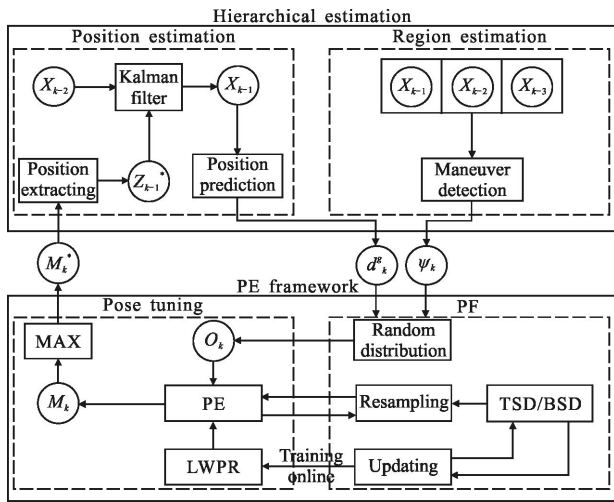 Hierarchical estimation
Position estimation
Region estimation
X_{k-2}
Kalman
filter
X_{k-1}
X_{k-1}
X_{k-2}
X_{k-3}
Position
extracting
Z_{k-1}*
Position
prediction
Maneuver
detection
M_k*
d^g_k
ψ_k
PE framework
Pose tuning
PF
MAX
O_k
Random
distribution
M_k
PE
Resampling
TSD/BSD
LWPR
Training
online
Updating